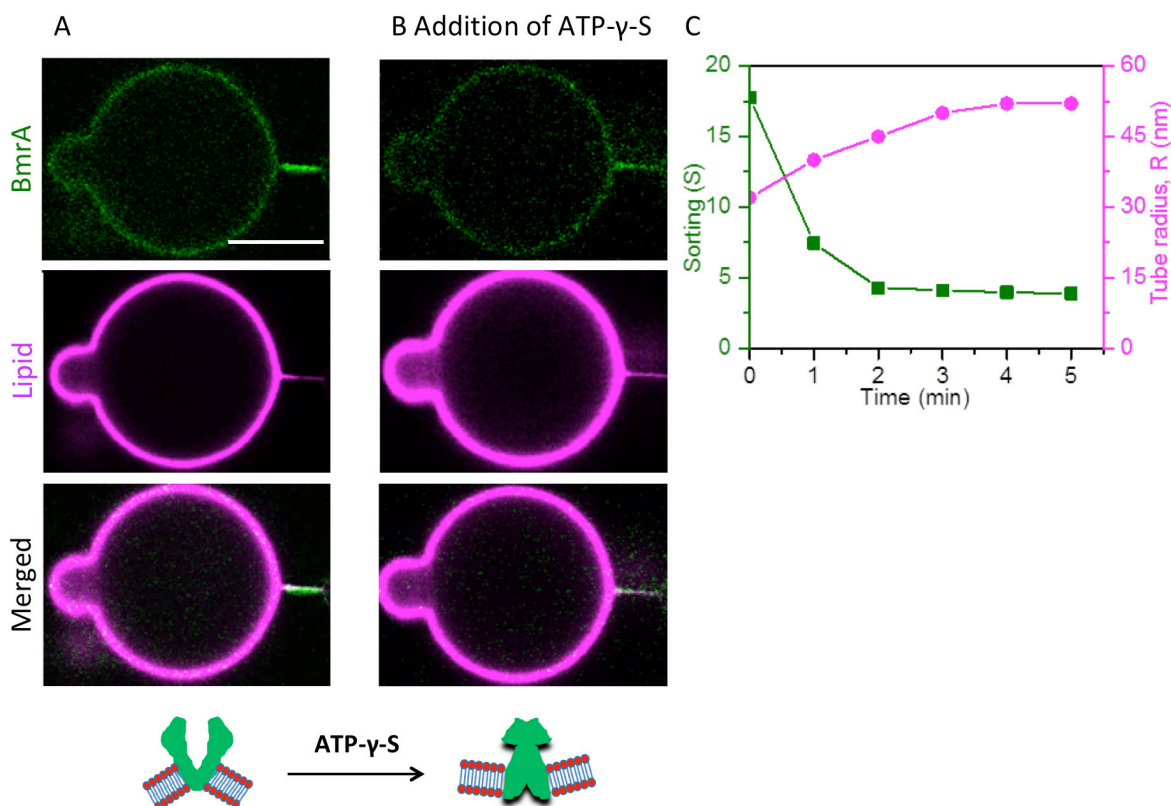 A
B Addition of ATP-γ-S
C
BmrA
Lipid
Merged
20
15
10
5
0
Sorting (S)
60
45
30
15
0
Tube radius, R (nm)
0 1 2 3 4 5
Time (min)
ATP-γ-S